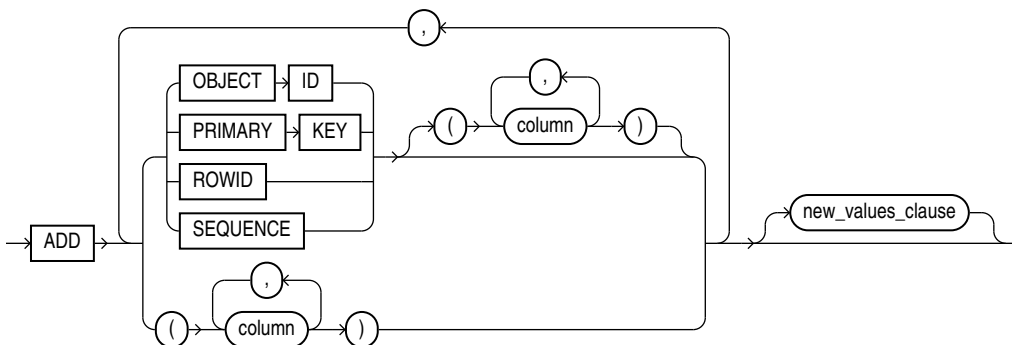 ,
OBJECT ID
,
PRIMARY KEY ( column )
ROWID
new_values_clause
SEQUENCE
ADD
,
( column )